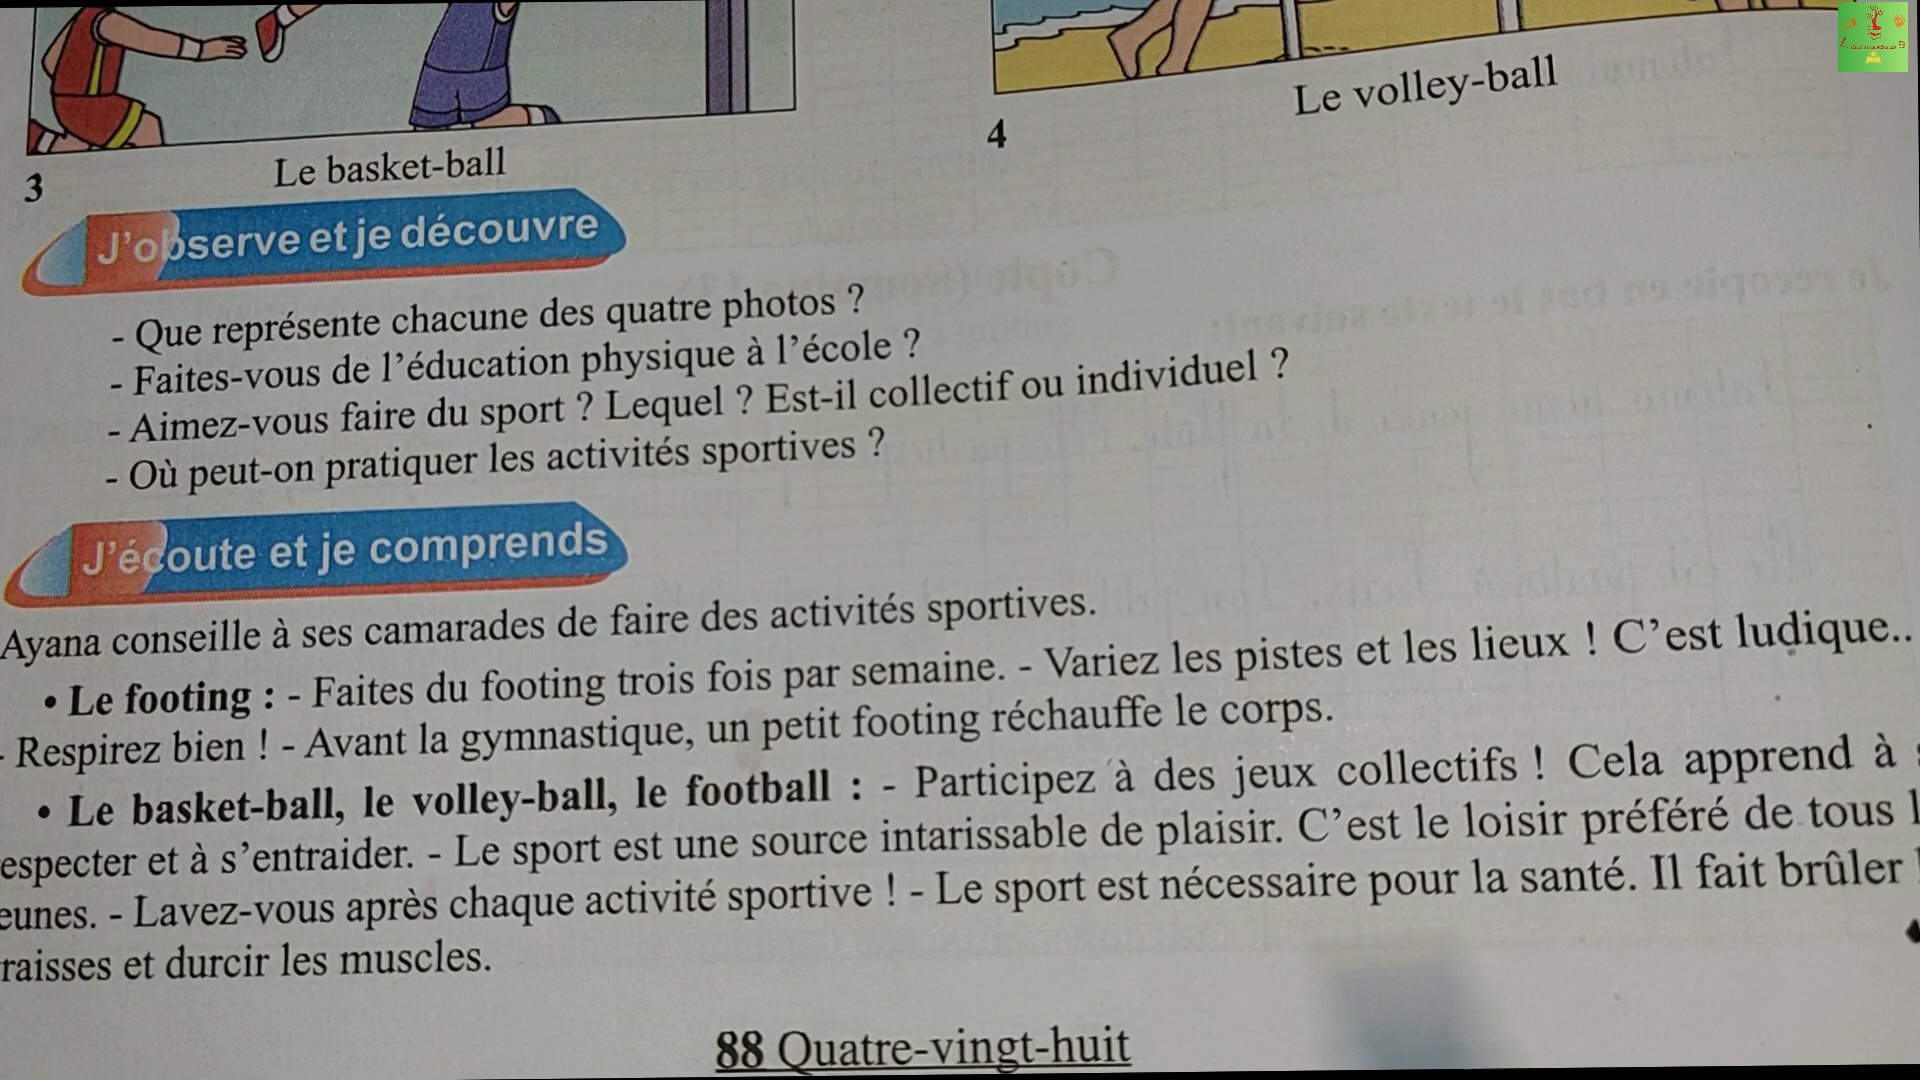 Le volley-ball
4
Le basket-ball
3
J'observe et je découvre
- Que représente chacune des quatre photos ?
- Faites-vous de l'éducation physique à l'école ?
- Aimez-vous faire du sport ? Lequel ? Est-il collectif ou individuel ?
- Où peut-on pratiquer les activités sportives ?
J'écoute et je comprends
Ayana conseille à ses camarades de faire des activités sportives.
• Le footing : - Faites du footing trois fois par semaine. - Variez les pistes et les lieux ! C'est ludique..
- Respirez bien ! - Avant la gymnastique, un petit footing réchauffe le corps.
• Le basket-ball, le volley-ball, le football : - Participez à des jeux collectifs ! Cela apprend à
especter et à s'entraider. - Le sport est une source intarissable de plaisir. C'est le loisir préféré de tous l
eunes. - Lavez-vous après chaque activité sportive ! - Le sport est nécessaire pour la santé. Il fait brûler
raisses et durcir les muscles.
88 Quatre-vingt-huit